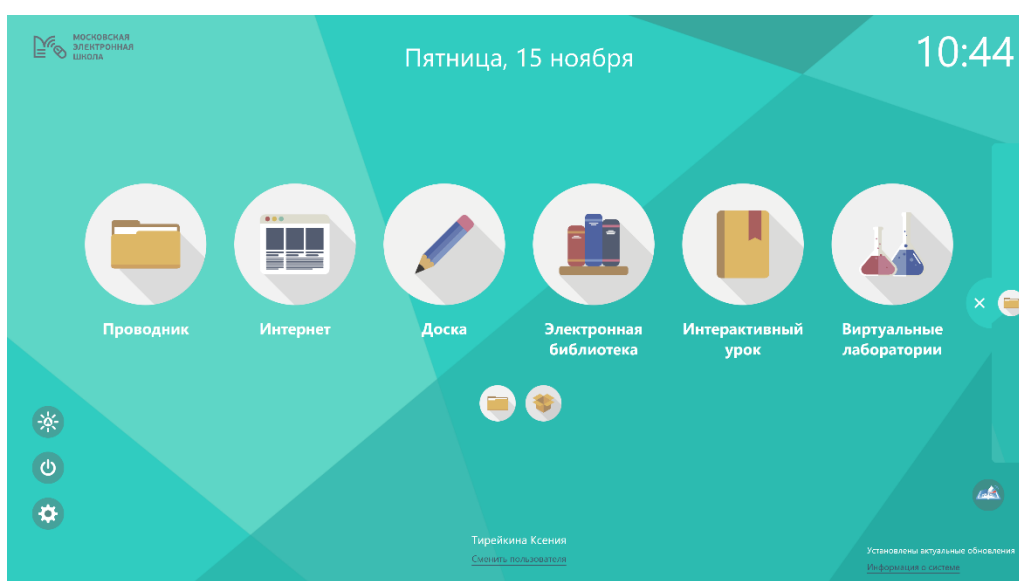 МОСКОВСКАЯ
ЭЛЕКТРОННАЯ
ШКОЛА
Пятница, 15 ноября
10:44
Проводник
Интернет
Доска
Электронная
библиотека
Интерактивный
урок
Виртуальные
лаборатории
Тирейкина Ксения
Сменить пользователя
Установлены актуальные обновления
Информация о системе